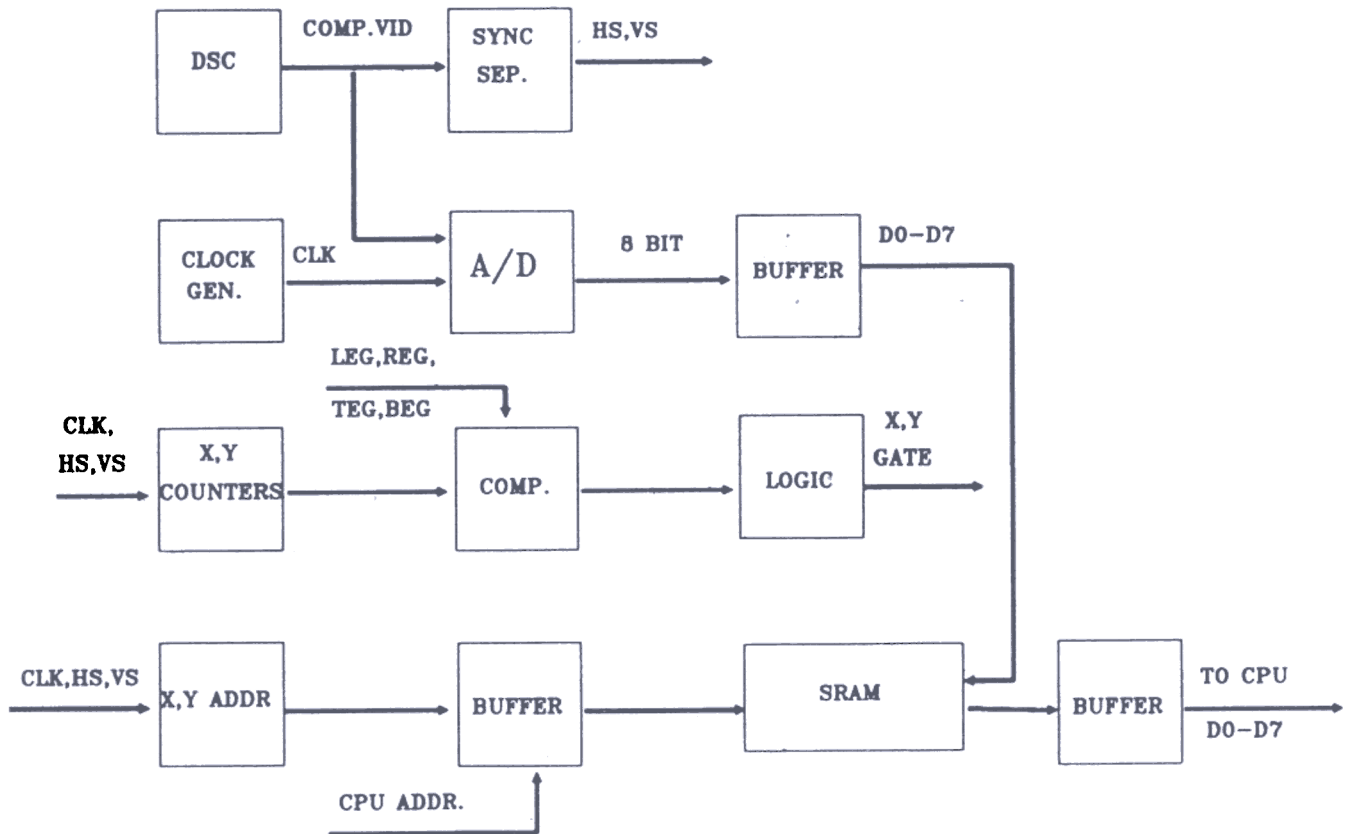 COMP.VID
DSC
SYNC
SEP.
HS,VS
CLOCK
GEN.
CLK
A/D
8 BIT
BUFFER
D0-D7
LEG,REG,
TEG,BEG
CLK,
HS,VS
X,Y
COUNTERS
COMP.
LOGIC
X,Y
GATE
CLK,HS,VS
X,Y ADDR
BUFFER
CPU ADDR.
SRAM
BUFFER
TO CPU
D0-D7